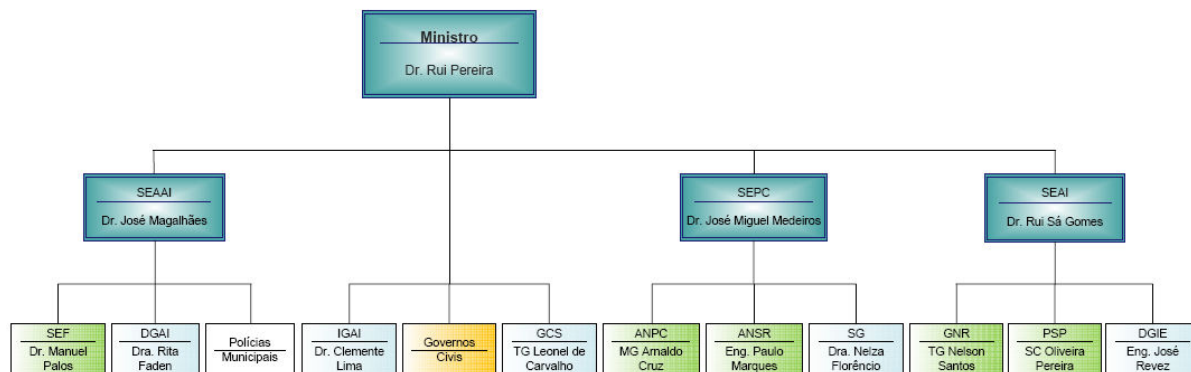 Ministro
Dr. Rui Pereira
SEAAI
Dr. José Magalhães
SEPC
Dr. José Miguel Medeiros
SEAI
Dr. Rui Sá Gomes
SEF
Dr. Manuel
Palos
DGAI
Dra. Rita
Faden
Polícias
Municipais
IGAI
Dr. Clemente
Lima
Governos
Civis
GCS
TG Leonel de
Carvalho
ANPC
MG Arnaldo
Cruz
ANSR
Eng. Paulo
Marques
SG
Dra. Nelza
Florêncio
GNR
TG Nelson
Santos
PSP
SC Oliveira
Pereira
DGIE
Eng. José
Revez